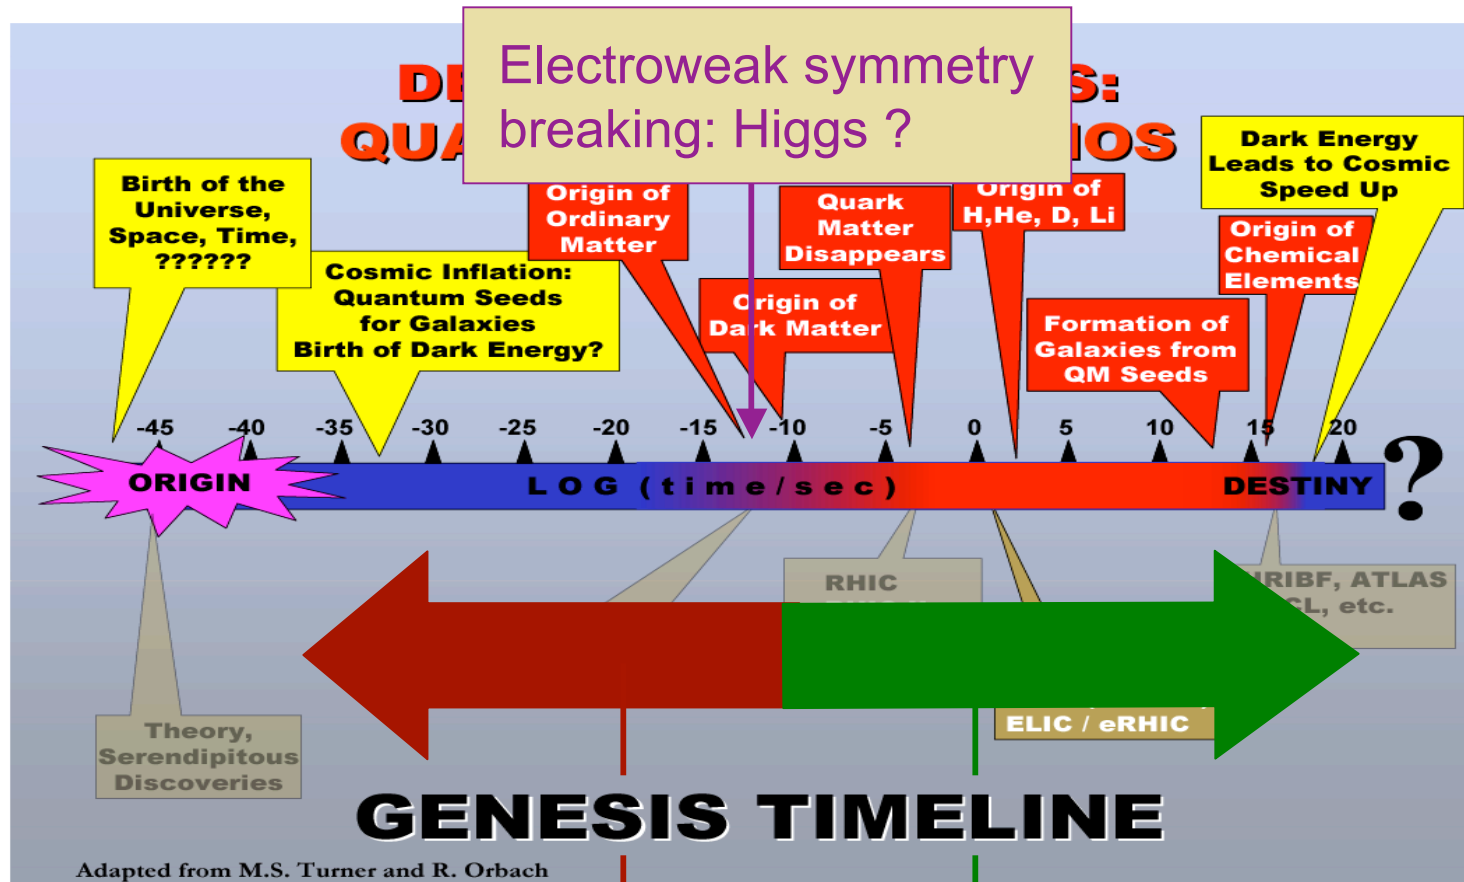 Electroweak symmetry
breaking: Higgs ?
Birth of the
Universe,
Space, Time,
??????
Cosmic Inflation:
Quantum Seeds
for Galaxies
Birth of Dark Energy?
Origin of
Ordinary
Matter
Origin of
Dark Matter
Quark
Matter
Disappears
Origin of
H,He, D, Li
Formation of
Galaxies from
QM Seeds
Origin of
Chemical
Elements
Dark Energy
Leads to Cosmic
Speed Up
-45 -40 -35 -30 -25 -20 -15 -10 -5 0 5 10 15 20
ORIGIN
LOG (time/sec)
DESTINY
?
RHIC
ATLAS
etc.
ELIC / eRHIC
Theory,
Serendipitous
Discoveries
GENESIS TIMELINE
Adapted from M.S. Turner and R. Orbach